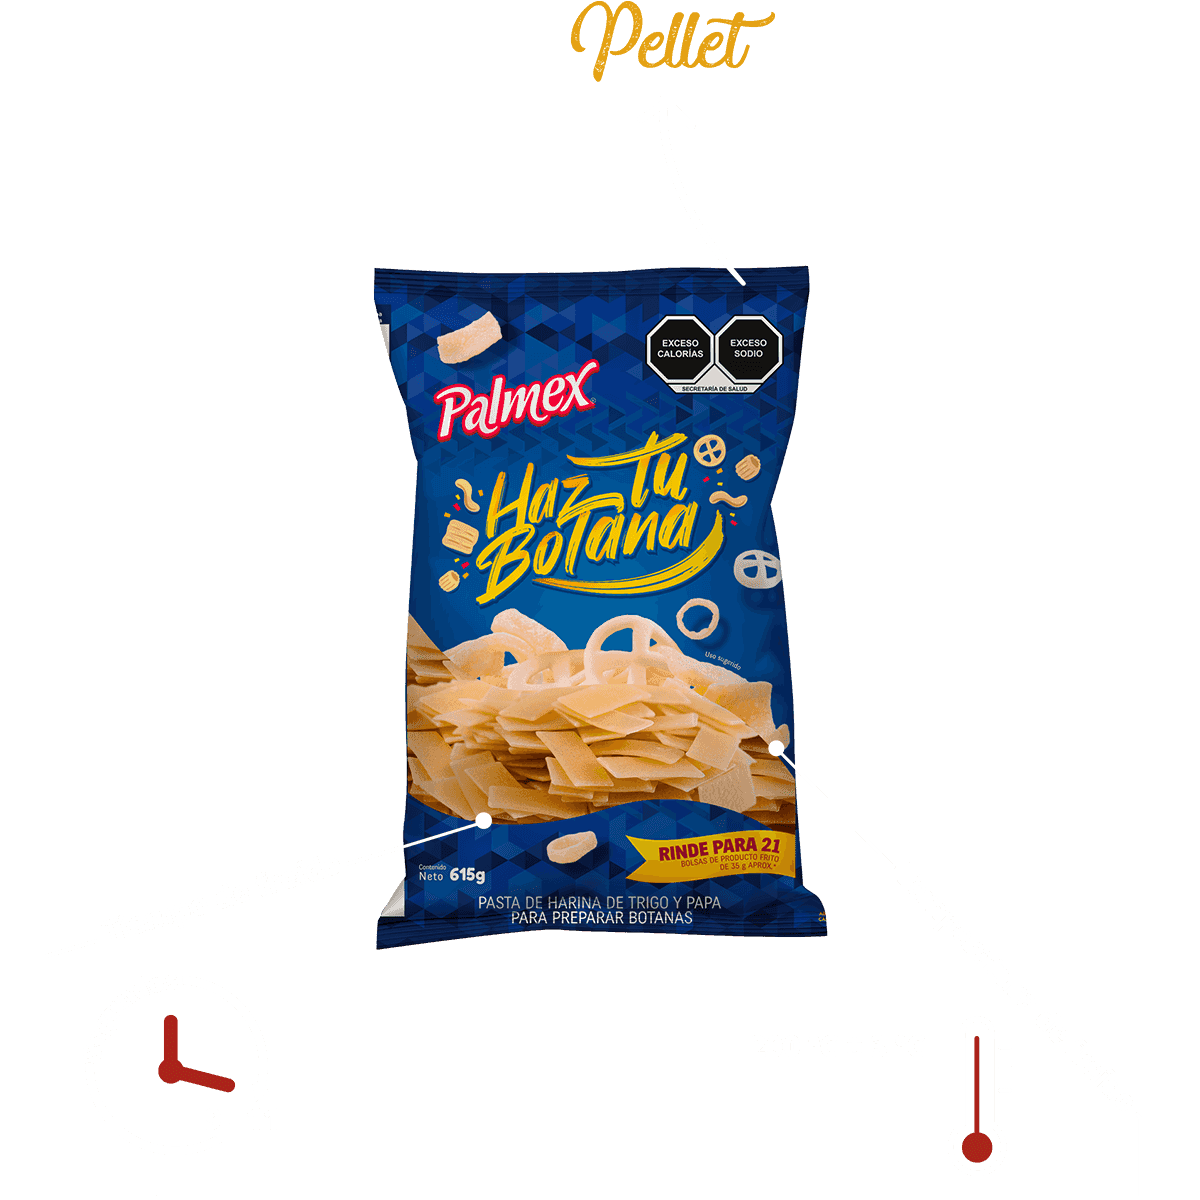 Pellet
EXCESO
CALORÍAS
EXCESO
SODIO
SECRETARÍA DE SALUD
Palmex
Haz tu
Botana
Uso sugerido
RINDE PARA 21
BOLSAS DE PRODUCTO FRITO
DE 35 g APROX.*
Contenido
Neto 615g
PASTA DE HARINA DE TRIGO Y PAPA
PARA PREPARAR BOTANAS